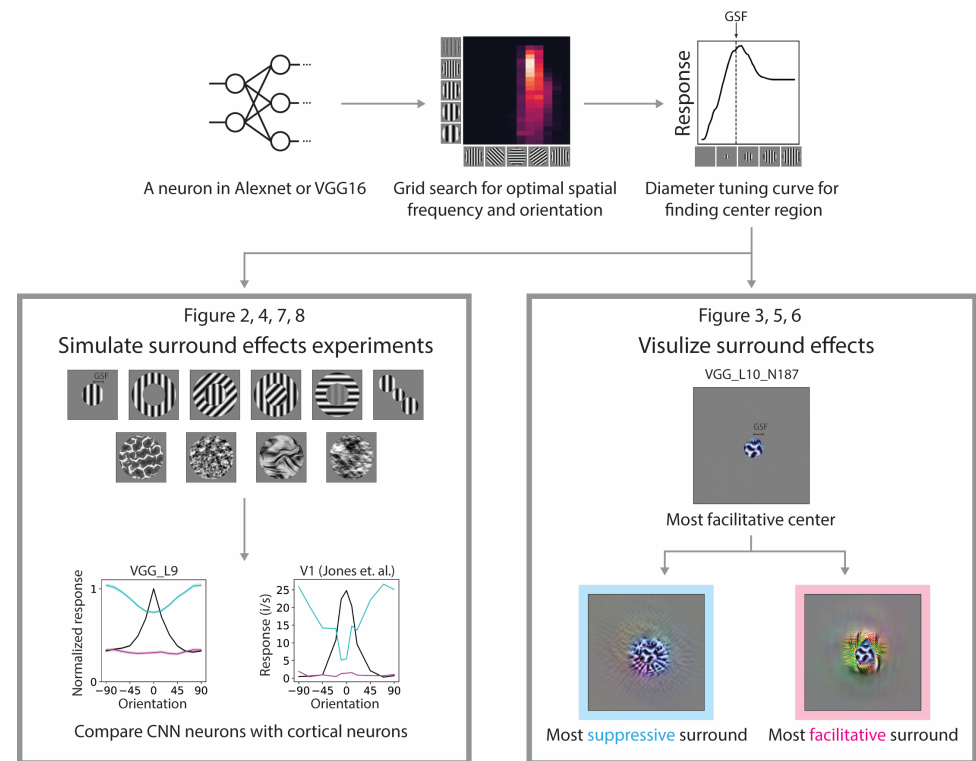 GSF
Response
...
...
...
A neuron in Alexnet or VGG16
Grid search for optimal spatial
frequency and orientation
Diameter tuning curve for
finding center region
Figure 2, 4, 7, 8
Simulate surround effects experiments
GSF
VGG_L9
Normalized response
1
0
−90 −45 0 45 90
Orientation
V1 (Jones et. al.)
Response (i/s)
25
20
15
10
5
0
−90 −45 0 45 90
Orientation
Compare CNN neurons with cortical neurons
Figure 3, 5, 6
Visulize surround effects
VGG_L10_N187
GSF
Most facilitative center
Most suppressive surround
Most facilitative surround